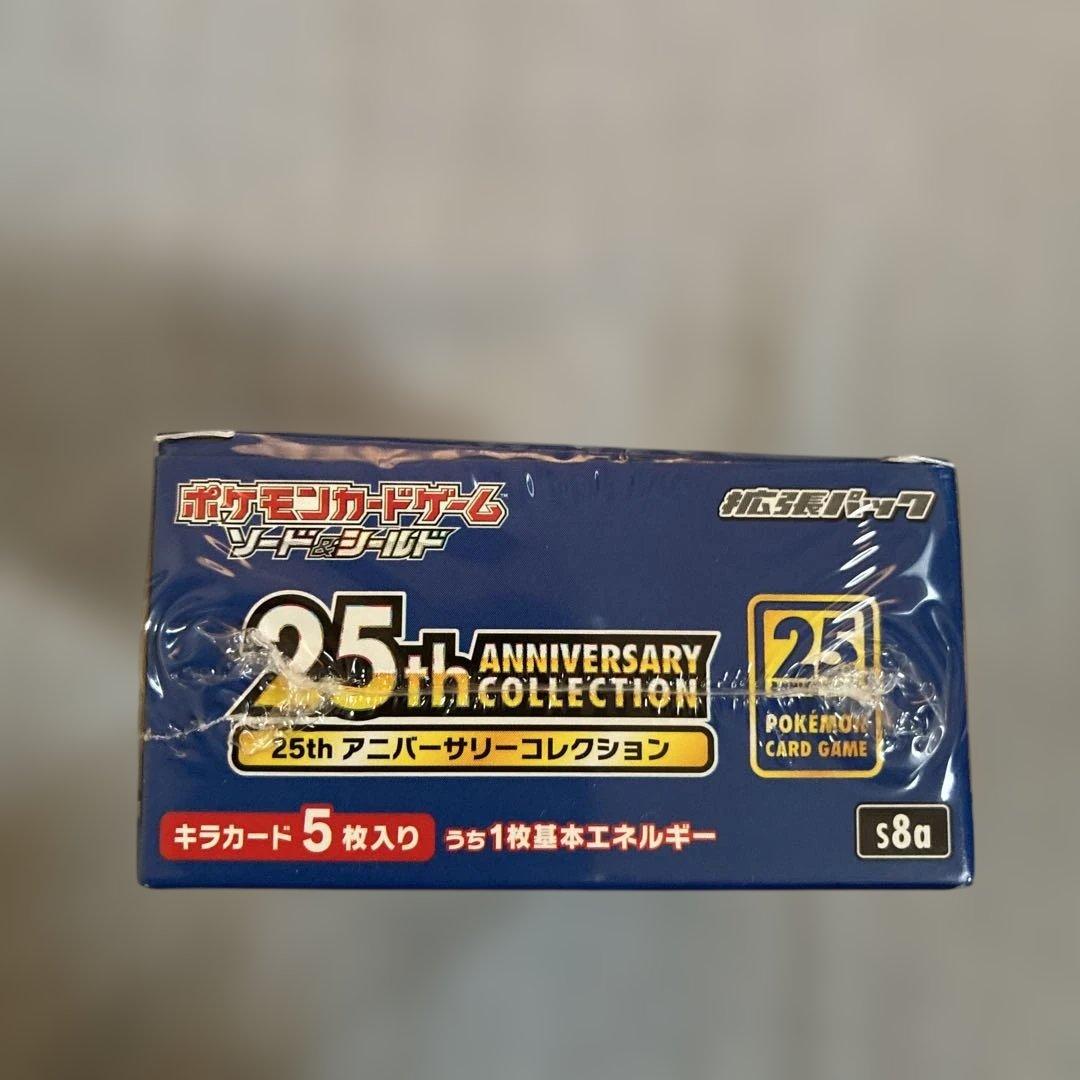 ポケモンカードゲーム™
ソード&シールド
拡張パック
25th ANNIVERSARY
COLLECTION
25th アニバーサリーコレクション
25
POKÉMON
CARD GAME
キラカード 5 枚入り うち1枚基本エネルギー
s8a